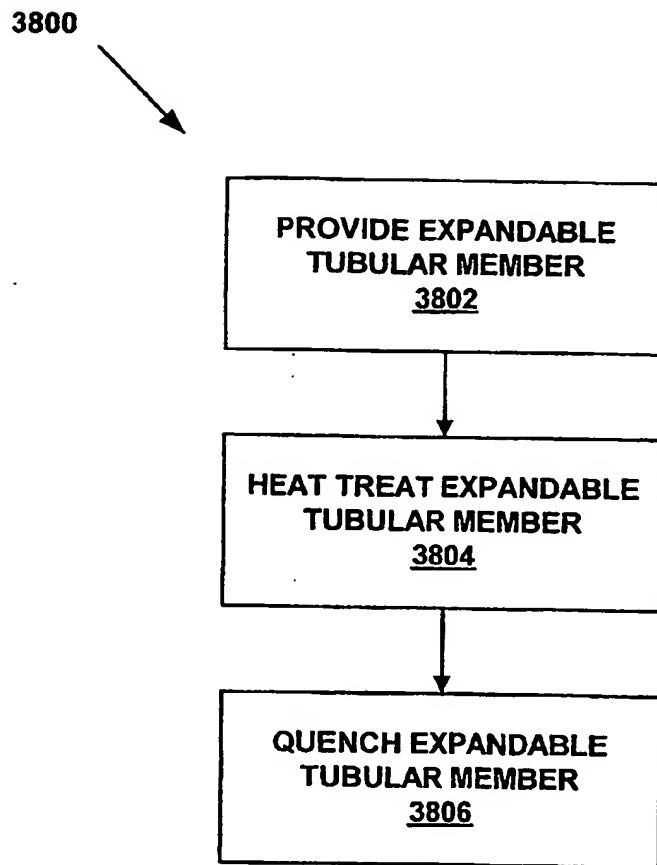 3800
PROVIDE EXPANDABLE
TUBULAR MEMBER
3802
HEAT TREAT EXPANDABLE
TUBULAR MEMBER
3804
QUENCH EXPANDABLE
TUBULAR MEMBER
3806